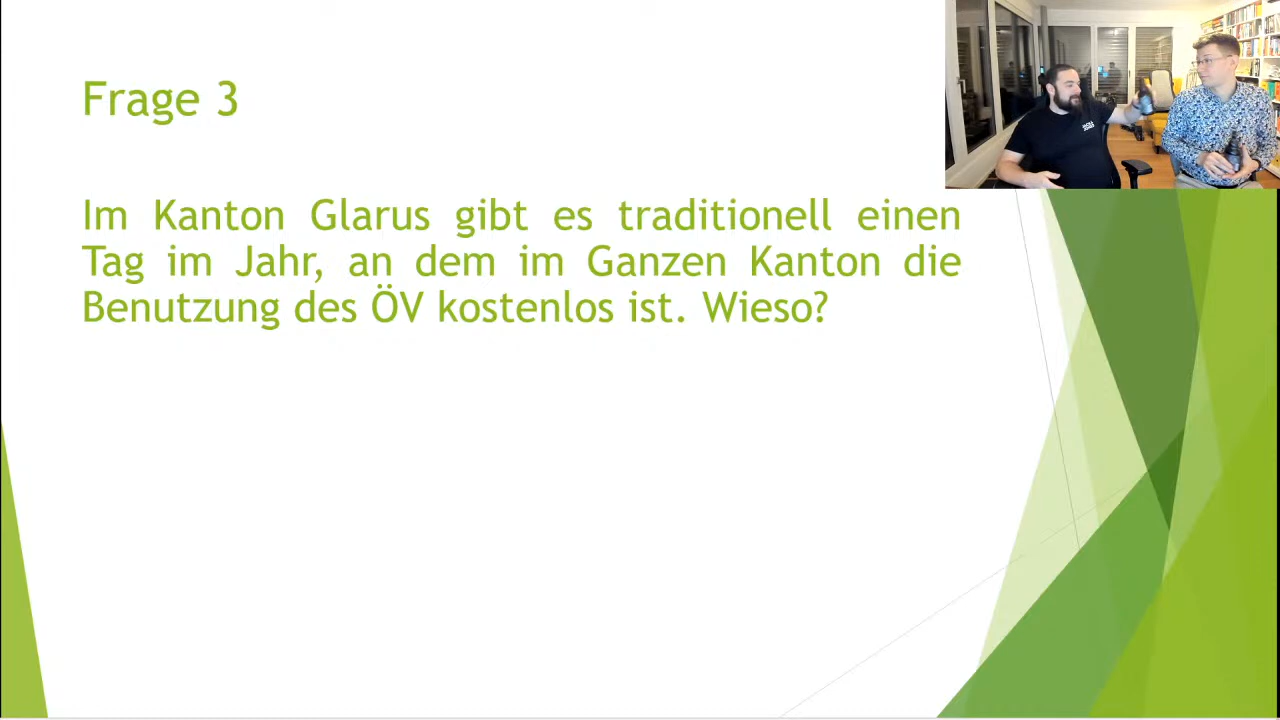 Frage 3
Im Kanton Glarus gibt es traditionell einen
Tag im Jahr, an dem im Ganzen Kanton die
Benutzung des ÖV kostenlos ist. Wieso?